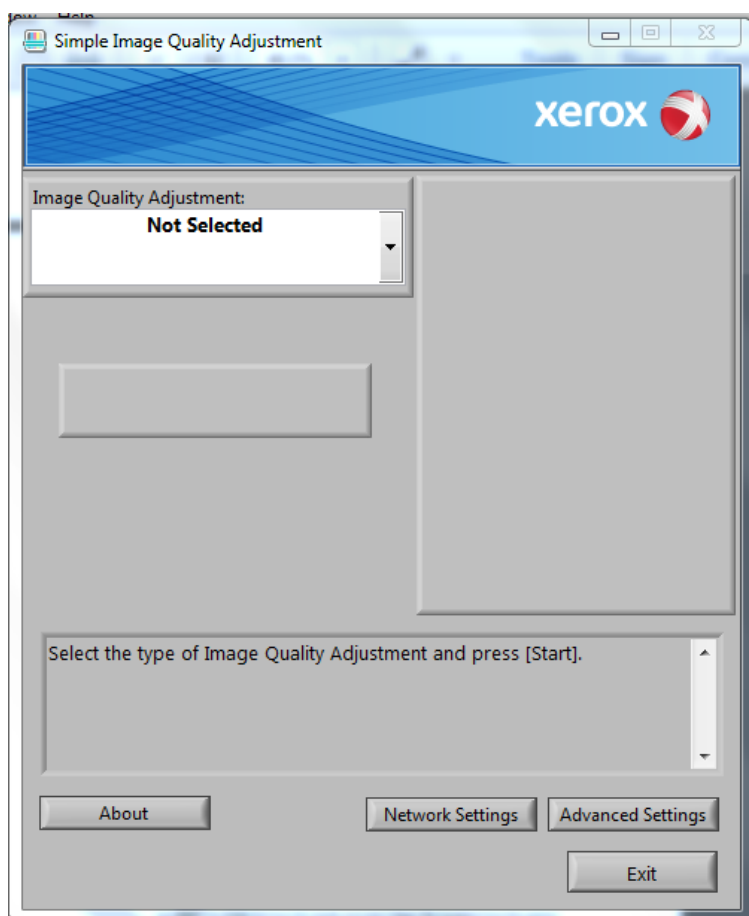 Help
Simple Image Quality Adjustment
xerox
Image Quality Adjustment:
Not Selected
Select the type of Image Quality Adjustment and press [Start].
About
Network Settings
Advanced Settings
Exit